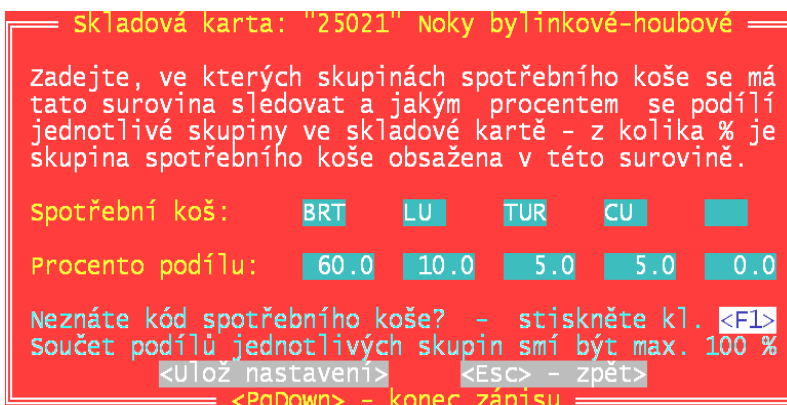 Skladová karta: "25021" Noky bylinkové-houbové
Zadejte, ve kterých skupinách spotřebního koše se má
tato surovina sledovat a jakým procentem se podílí
jednotlivé skupiny ve skladové kartě - z kolika % je
skupina spotřebního koše obsažena v této surovině.
Spotřební koš: BRT LU TUR CU
Procento podílu: 60.0 10.0 5.0 5.0 0.0
Neznáte kód spotřebního koše? - stiskněte kl. <F1>
Součet podílů jednotlivých skupin smí být max. 100 %
<Ulož nastavení> <Esc> - zpět>
<PgDown> - konec zápisu